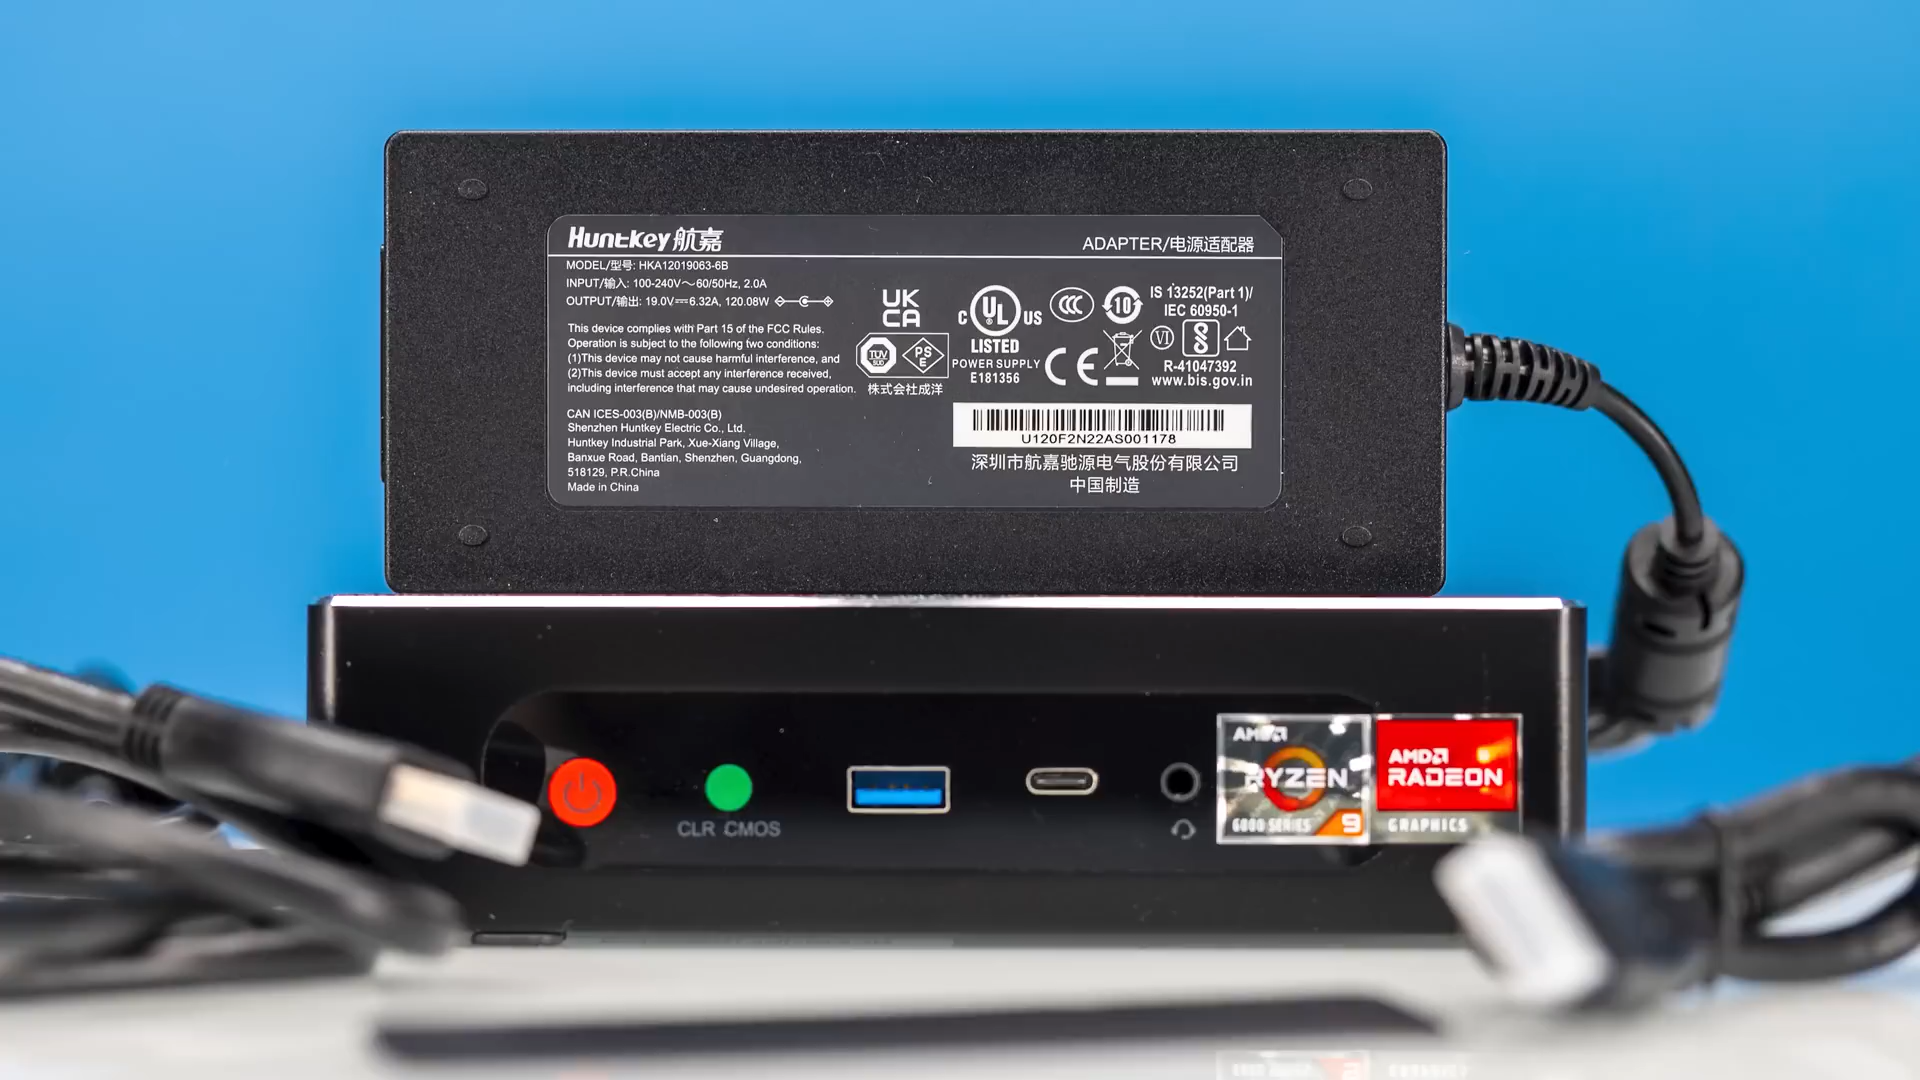 Huntkey航嘉
ADAPTER/电源适配器
MODEL/型号: HKA12019063-6B
INPUT/输入: 100-240V～60/50Hz, 2.0A
OUTPUT/输出: 19.0V⎓6.32A, 120.08W
This device complies with Part 15 of the FCC Rules.
Operation is subject to the following two conditions:
(1)This device may not cause harmful interference, and
(2)This device must accept any interference received,
including interference that may cause undesired operation.
CAN ICES-003(B)/NMB-003(B)
Shenzhen Huntkey Electric Co., Ltd.
Huntkey Industrial Park, Xue-Xiang Village,
Banxue Road, Bantian, Shenzhen, Guangdong,
518129, P.R.China
Made in China
UK
CA
TÜV
SÜD
PS
E
株式会社成洋
C UL US
®
LISTED
POWER SUPPLY
E181356
CCC
10
CE
IS 13252(Part 1)/
IEC 60950-1
VI
R-41047392
www.bis.gov.in
U120F2N22AS001178
深圳市航嘉驰源电气股份有限公司
中国制造
CLR CMOS
AMD
RYZEN
6000 SERIES 9
AMD
RADEON
GRAPHICS